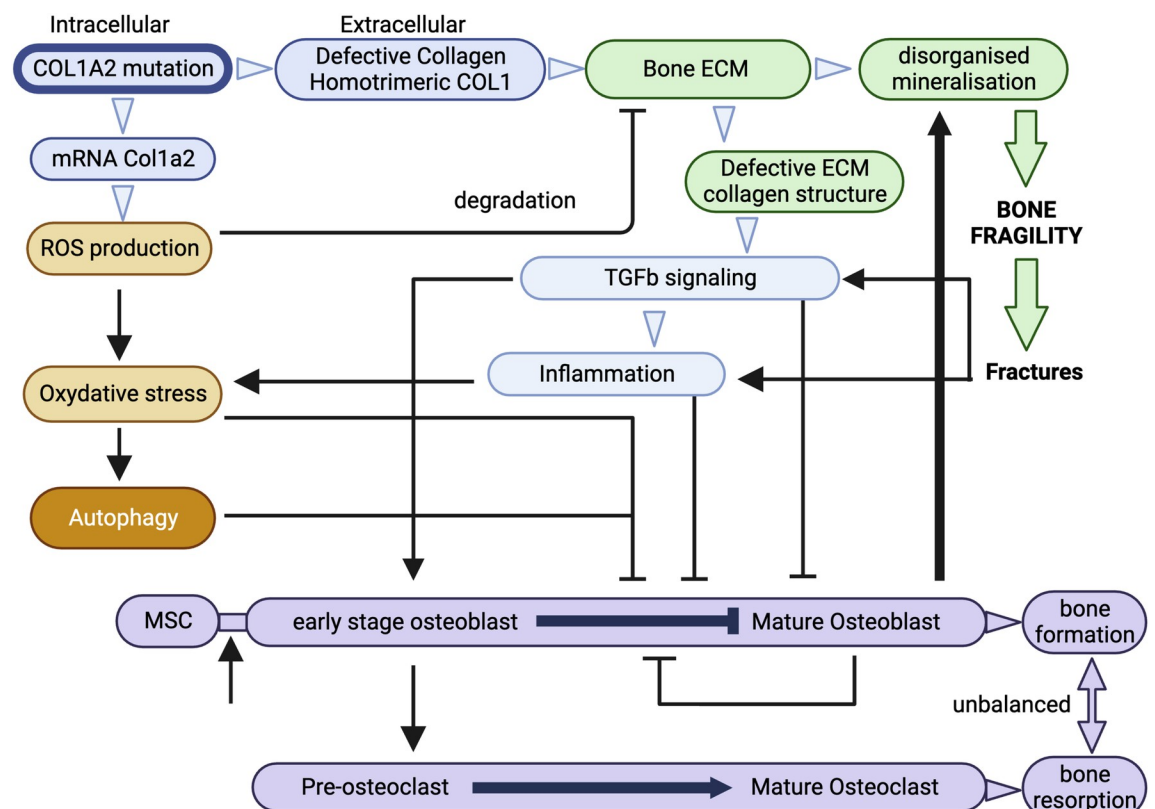 Intracellular
Extracellular
COL1A2 mutation
Defective Collagen
Homotrimeric COL1
Bone ECM
disorganised
mineralisation
mRNA Col1a2
Defective ECM
collagen structure
degradation
BONE
FRAGILITY
ROS production
TGFb signaling
Inflammation
Fractures
Oxydative stress
Autophagy
MSC
early stage osteoblast
Mature Osteoblast
bone
formation
unbalanced
Pre-osteoclast
Mature Osteoclast
bone
resorption